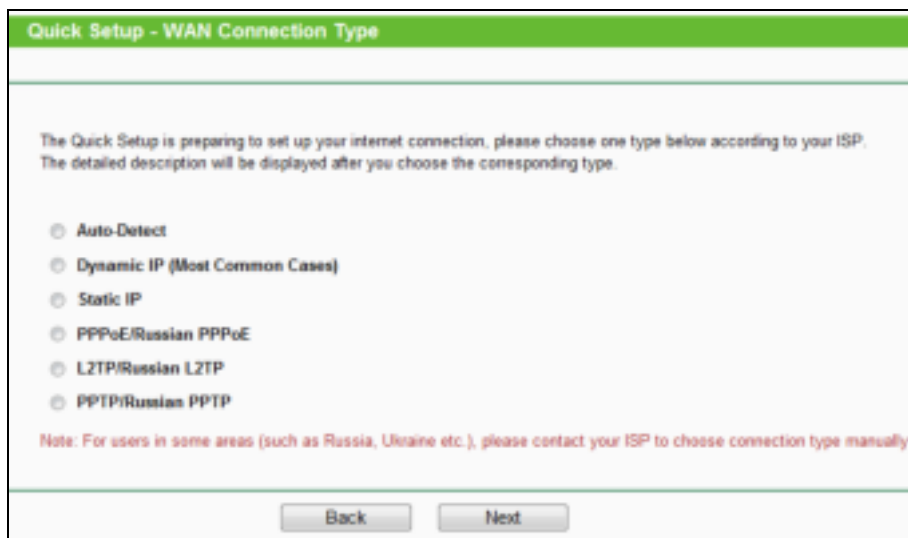 Quick Setup - WAN Connection Type
The Quick Setup is preparing to set up your internet connection, please choose one type below according to your ISP.
The detailed description will be displayed after you choose the corresponding type.
Auto-Detect
Dynamic IP (Most Common Cases)
Static IP
PPPoE/Russian PPPoE
L2TP/Russian L2TP
PPTP/Russian PPTP
Note: For users in some areas (such as Russia, Ukraine etc.), please contact your ISP to choose connection type manually
Back Next